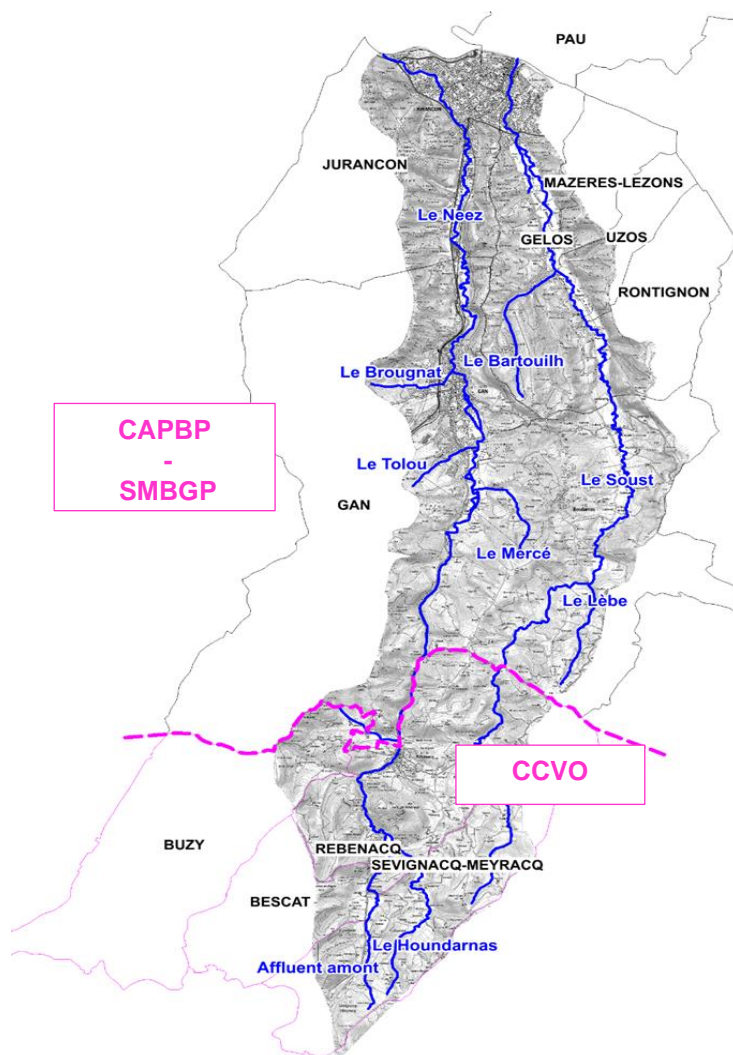 PAU
JURANCON
MAZERES-LEZONS
Le Neez
GELOS
UZOS
RONTIGNON
Le Bartouilh
Le Brougnat
GAN
CAPBP
-
SMBGP
Le Tolou
Le Soust
GAN
Le Mercé
Le Lèbe
CCVO
BUZY
REBENACQ
SEVIGNACQ-MEYRACQ
BESCAT
Le Houndarnas
Affluent amont